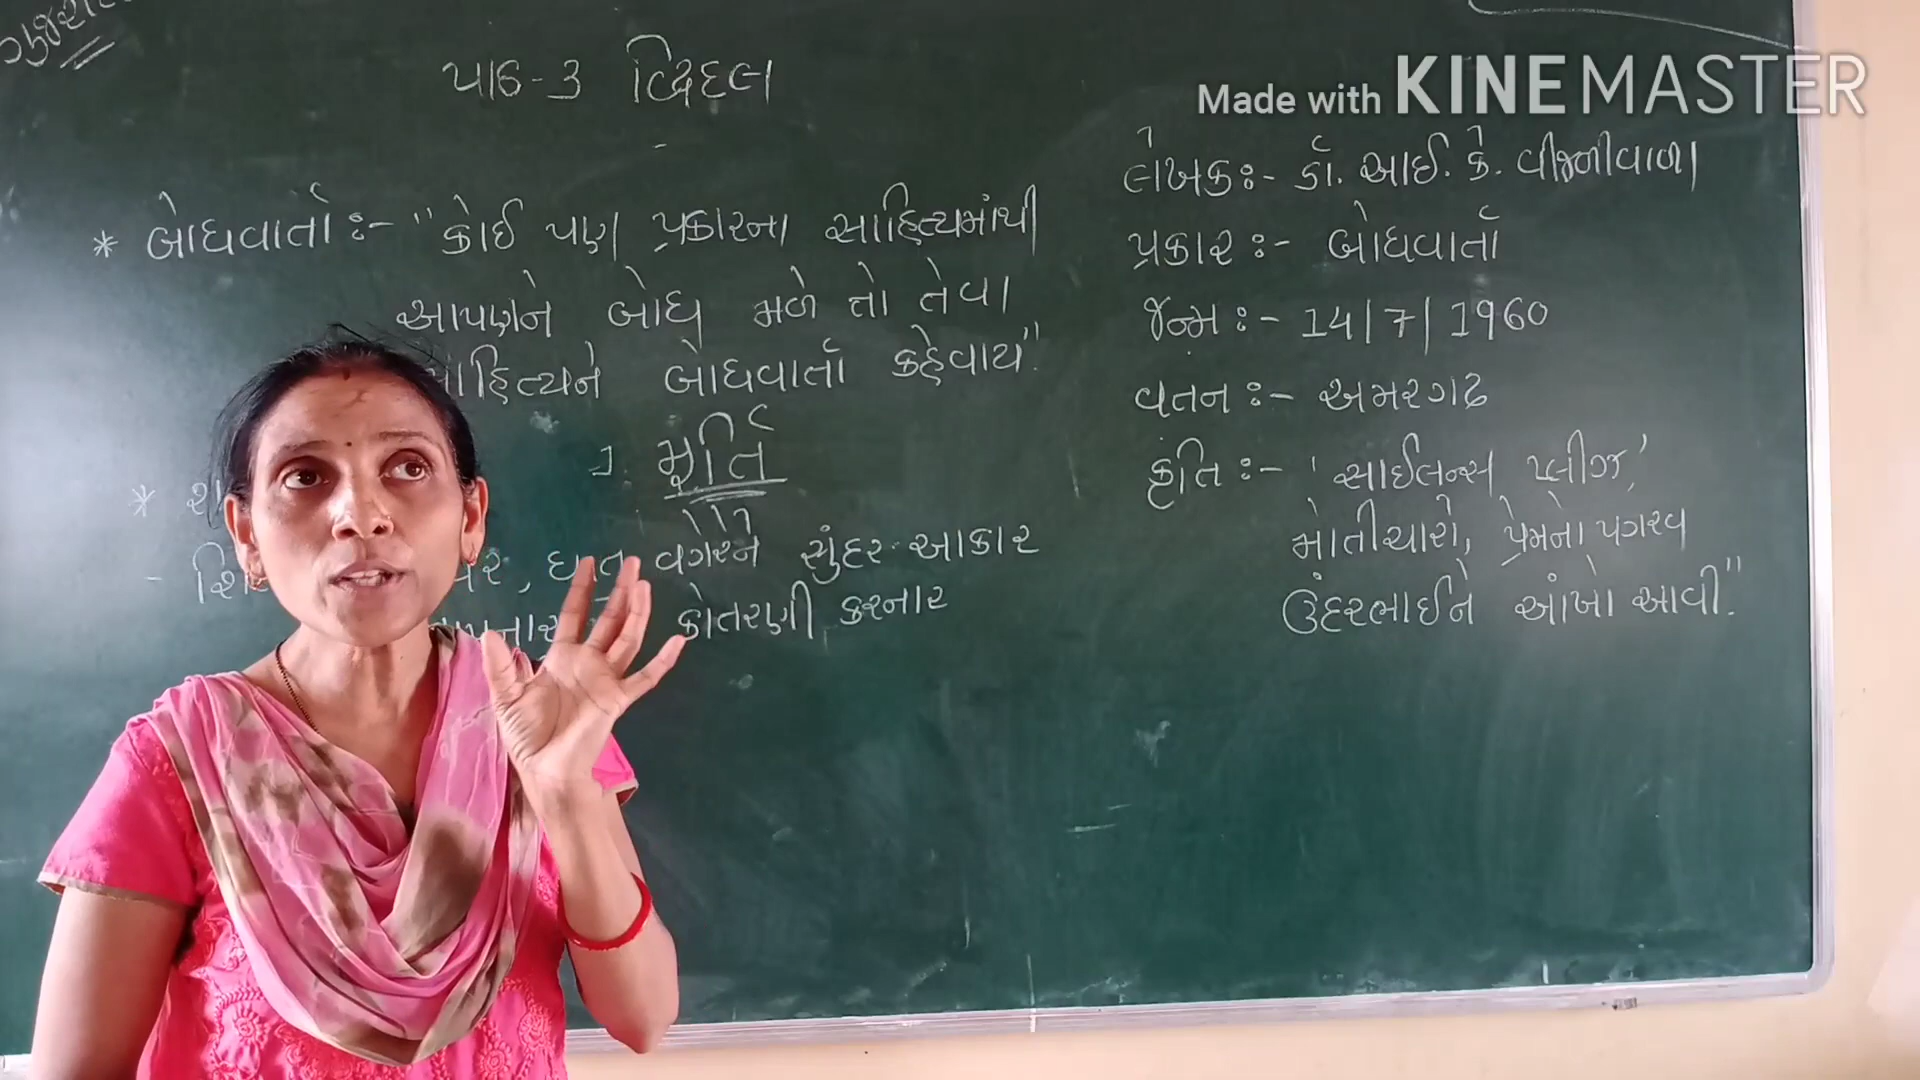 ગુજરાતી
પાઠ-3 દ્વિદલ
Made with KINEMASTER
* બોધવાર્તા :- "કોઈ પણ પ્રકારના સાહિત્યમાંથી
આપણને બોધ મળે તો તેવા
સાહિત્યને બોધવાર્તા કહેવાય".
1. મૂર્તિ
* શ
- શિ ર, ધાતુ વગેરેને સુંદર આકાર
આપનાર કોતરણી કરનાર
લેખક :- ડૉ. આઈ. કે. વીજળીવાળા
પ્રકાર :- બોધવાર્તા
જન્મ :- 14/7/1960
વતન :- અમરગઢ
કૃતિ :- 'સાઈલન્સ પ્લીઝ,'
મોતીચારો, પ્રેમનો પગરવ
ઉંદરભાઈને આંખો આવી."